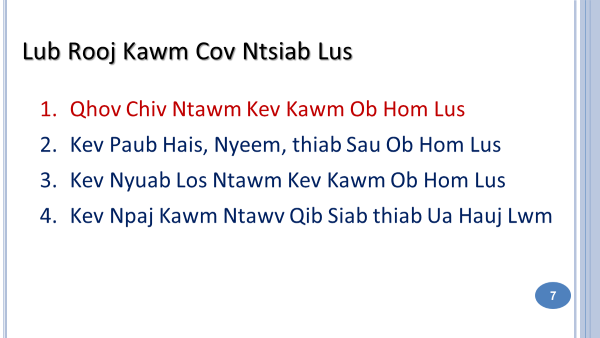 Lub Rooj Kawm Cov Ntsiab Lus
1. Qhov Chiv Ntawm Kev Kawm Ob Hom Lus
2. Kev Paub Hais, Nyeem, thiab Sau Ob Hom Lus
3. Kev Nyuab Los Ntawm Kev Kawm Ob Hom Lus
4. Kev Npaj Kawm Ntawv Qib Siab thiab Ua Hauj Lwm
7